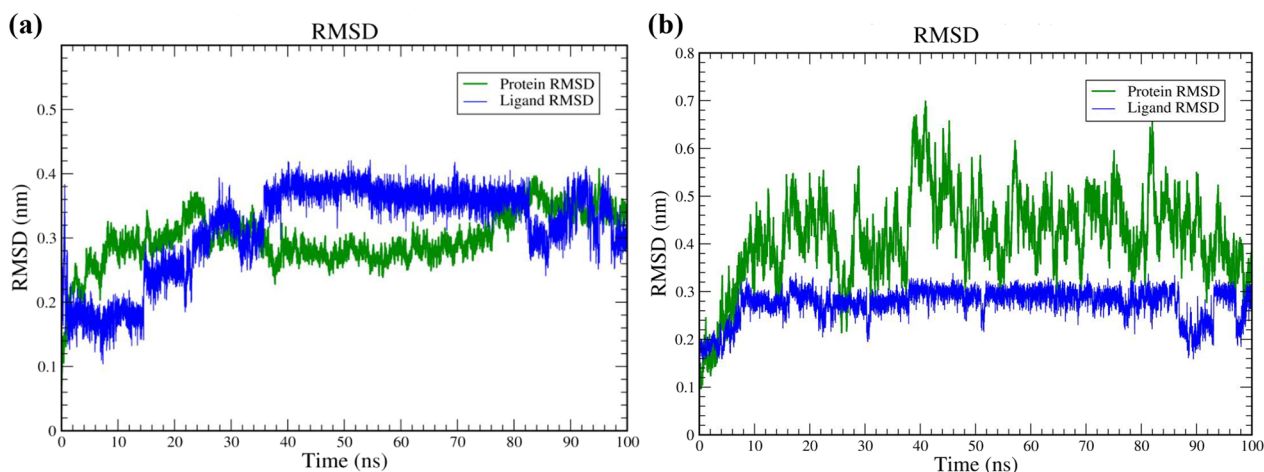 (a)
RMSD
Protein RMSD
Ligand RMSD
0.5
0.4
0.3
0.2
0.1
0
RMSD (nm)
0 10 20 30 40 50 60 70 80 90 100
Time (ns)
(b)
RMSD
Protein RMSD
Ligand RMSD
0.8
0.7
0.6
0.5
0.4
0.3
0.2
0.1
0
RMSD (nm)
0 10 20 30 40 50 60 70 80 90 100
Time (ns)